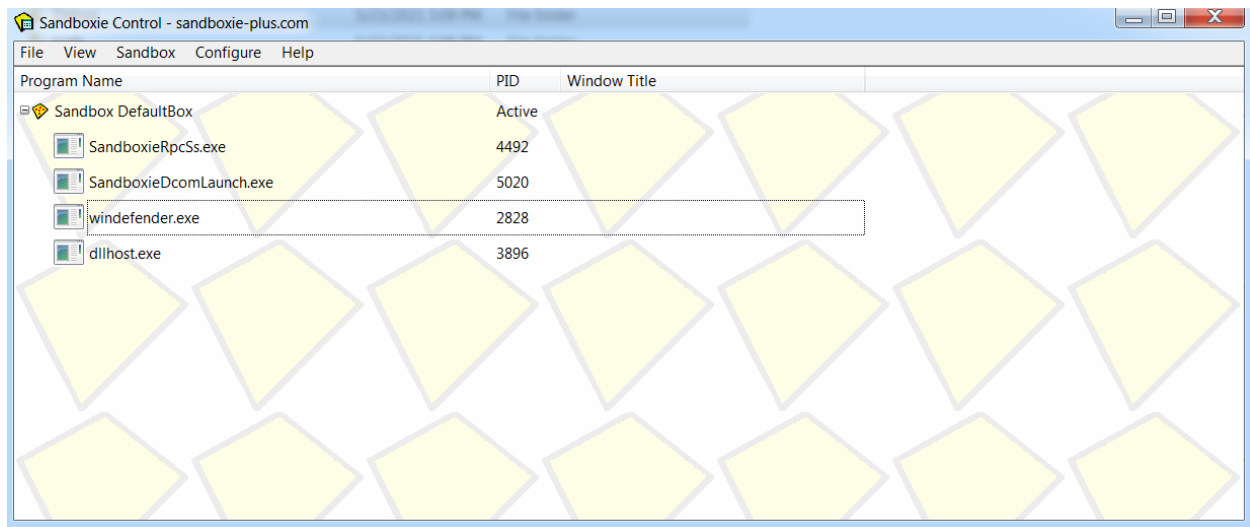 Sandboxie Control - sandboxie-plus.com
File View Sandbox Configure Help
Program Name PID Window Title
Sandbox DefaultBox Active
SandboxieRpcSs.exe 4492
SandboxieDcomLaunch.exe 5020
windefender.exe 2828
dllhost.exe 3896